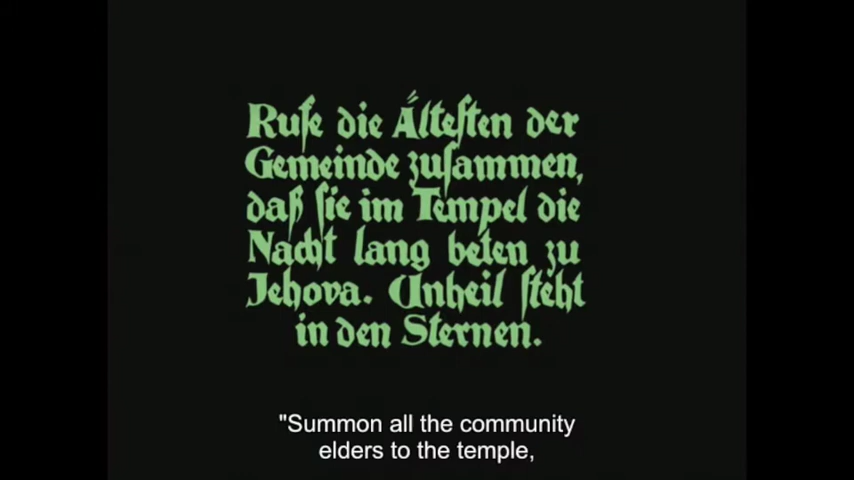 Rufe die Ältesten der
Gemeinde zusammen,
daß sie im Tempel die
Nacht lang beten zu
Jehova. Unheil steht
in den Sternen.
"Summon all the community
elders to the temple,